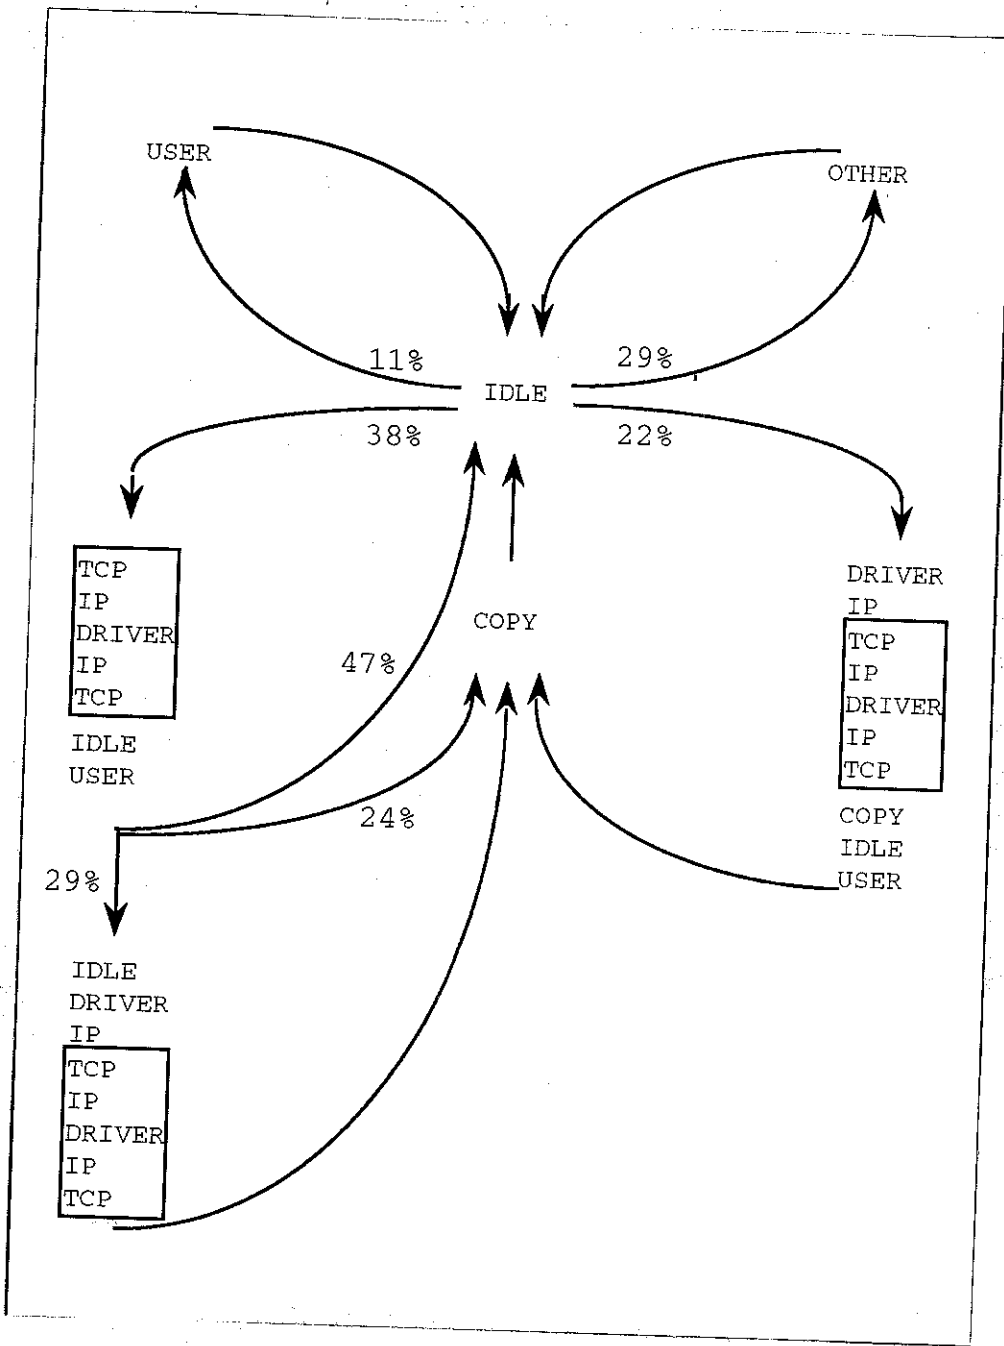 USER
OTHER
11%
29%
IDLE
38%
22%
TCP
IP
DRIVER
IP
TCP
IDLE
USER
DRIVER
IP
TCP
IP
DRIVER
IP
TCP
COPY
IDLE
USER
COPY
47%
24%
29%
IDLE
DRIVER
IP
TCP
IP
DRIVER
IP
TCP